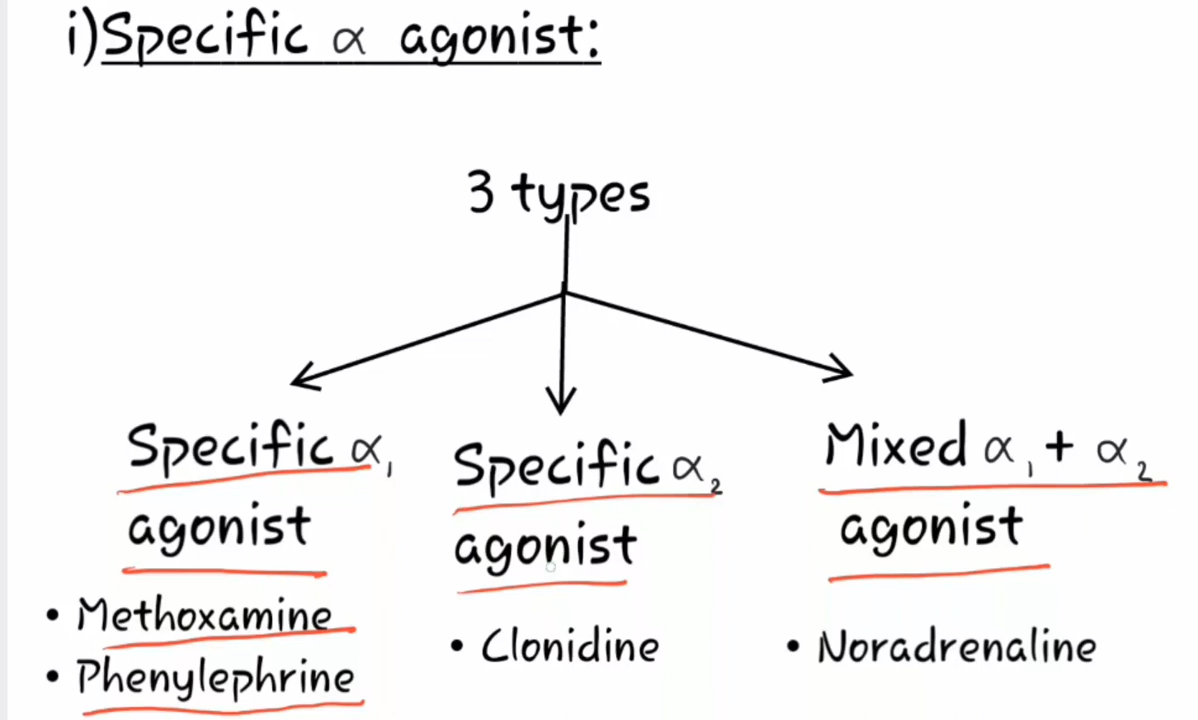 i)Specific α agonist:
3 types
Specific α₁
agonist
• Methoxamine
• Phenylephrine
Specific α₂
agonist
• Clonidine
Mixed α₁ + α₂
agonist
• Noradrenaline